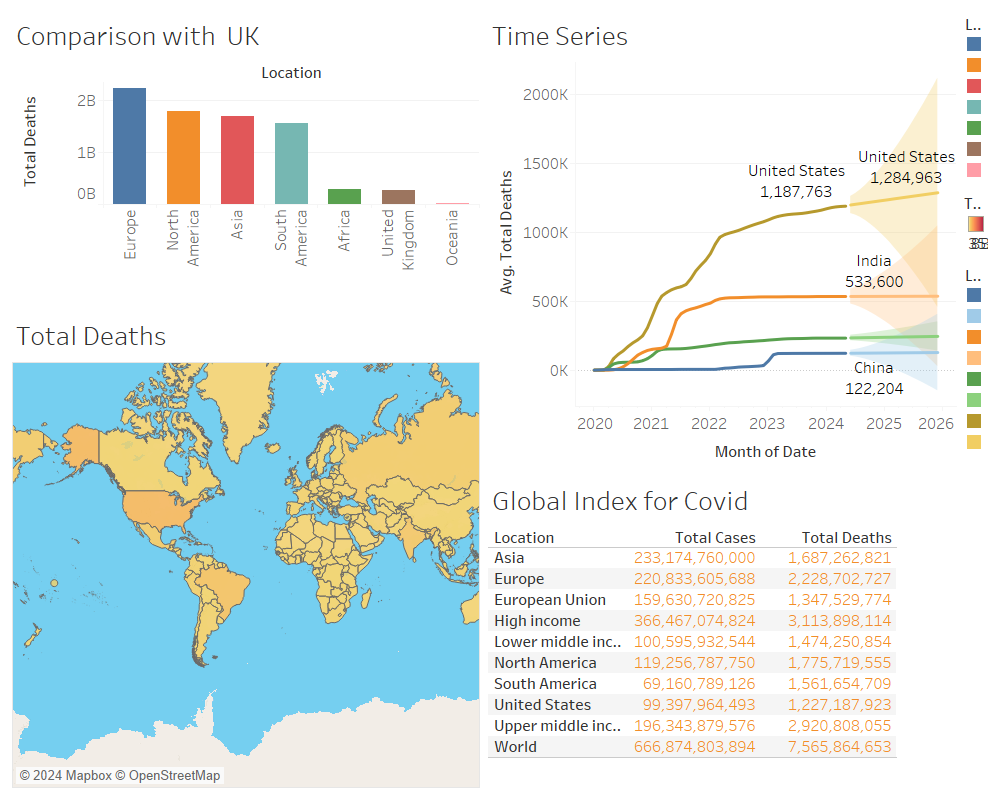 Comparison with UK
Location
Total Deaths
2B
1B
0B
Europe
North
America
Asia
South
America
Africa
United
Kingdom
Oceania
Time Series
Avg. Total Deaths
2000K
1500K
1000K
500K
0K
United States
1,187,763
United States
1,284,963
India
533,600
China
122,204
2020 2021 2022 2023 2024 2025 2026
Month of Date
L..
T..
L..
Total Deaths
© 2024 Mapbox © OpenStreetMap
Global Index for Covid
Location Total Cases Total Deaths
Asia 233,174,760,000 1,687,262,821
Europe 220,833,605,688 2,228,702,727
European Union 159,630,720,825 1,347,529,774
High income 366,467,074,824 3,113,898,114
Lower middle inc.. 100,595,932,544 1,474,250,854
North America 119,256,787,750 1,775,719,555
South America 69,160,789,126 1,561,654,709
United States 99,397,964,493 1,227,187,923
Upper middle inc.. 196,343,879,576 2,920,808,055
World 666,874,803,894 7,565,864,653